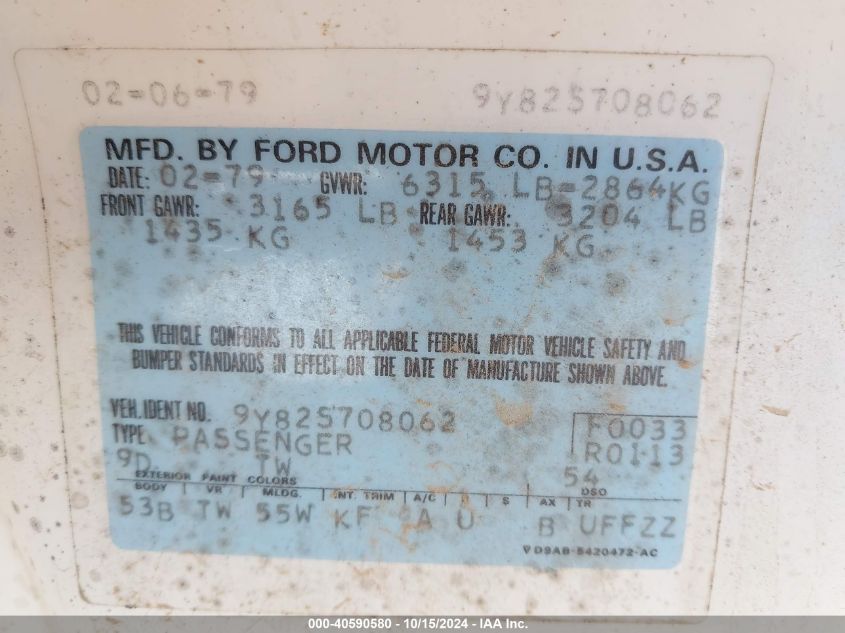 02-06-79 9Y82S708062
MFD. BY FORD MOTOR CO. IN U.S.A.
DATE: 02-79 GVWR: 6315 LB-2864KG
FRONT GAWR: 3165 LB REAR GAWR: 3204 LB
1435 KG 1453 KG
THIS VEHICLE CONFORMS TO ALL APPLICABLE FEDERAL MOTOR VEHICLE SAFETY AND
BUMPER STANDARDS IN EFFECT ON THE DATE OF MANUFACTURE SHOWN ABOVE.
VEH. IDENT NO. 9Y82S708062 F0033
TYPE PASSENGER R0113
9D TW 54
EXTERIOR PAINT COLORS DSO
BODY VR MLDG. INT. TRIM A/C R S AX TR
53B TW 55W KF A U B UFFZZ
D9AB-5420472-AC
000-40590580 - 10/15/2024 - IAA Inc.